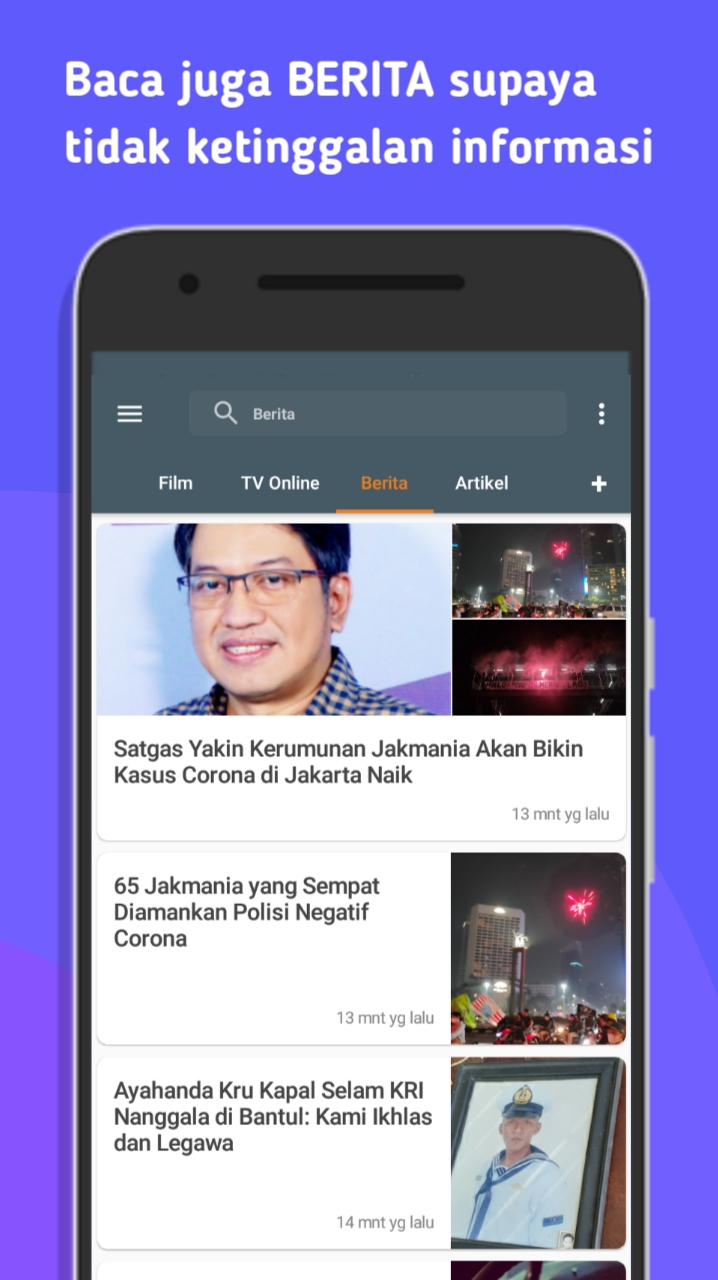 Baca juga BERITA supaya
tidak ketinggalan informasi
Berita
Film
TV Online
Berita
Artikel
+
Satgas Yakin Kerumunan Jakmania Akan Bikin
Kasus Corona di Jakarta Naik
13 mnt yg lalu
65 Jakmania yang Sempat
Diamankan Polisi Negatif
Corona
13 mnt yg lalu
Ayahanda Kru Kapal Selam KRI
Nanggala di Bantul: Kami Ikhlas
dan Legawa
14 mnt yg lalu